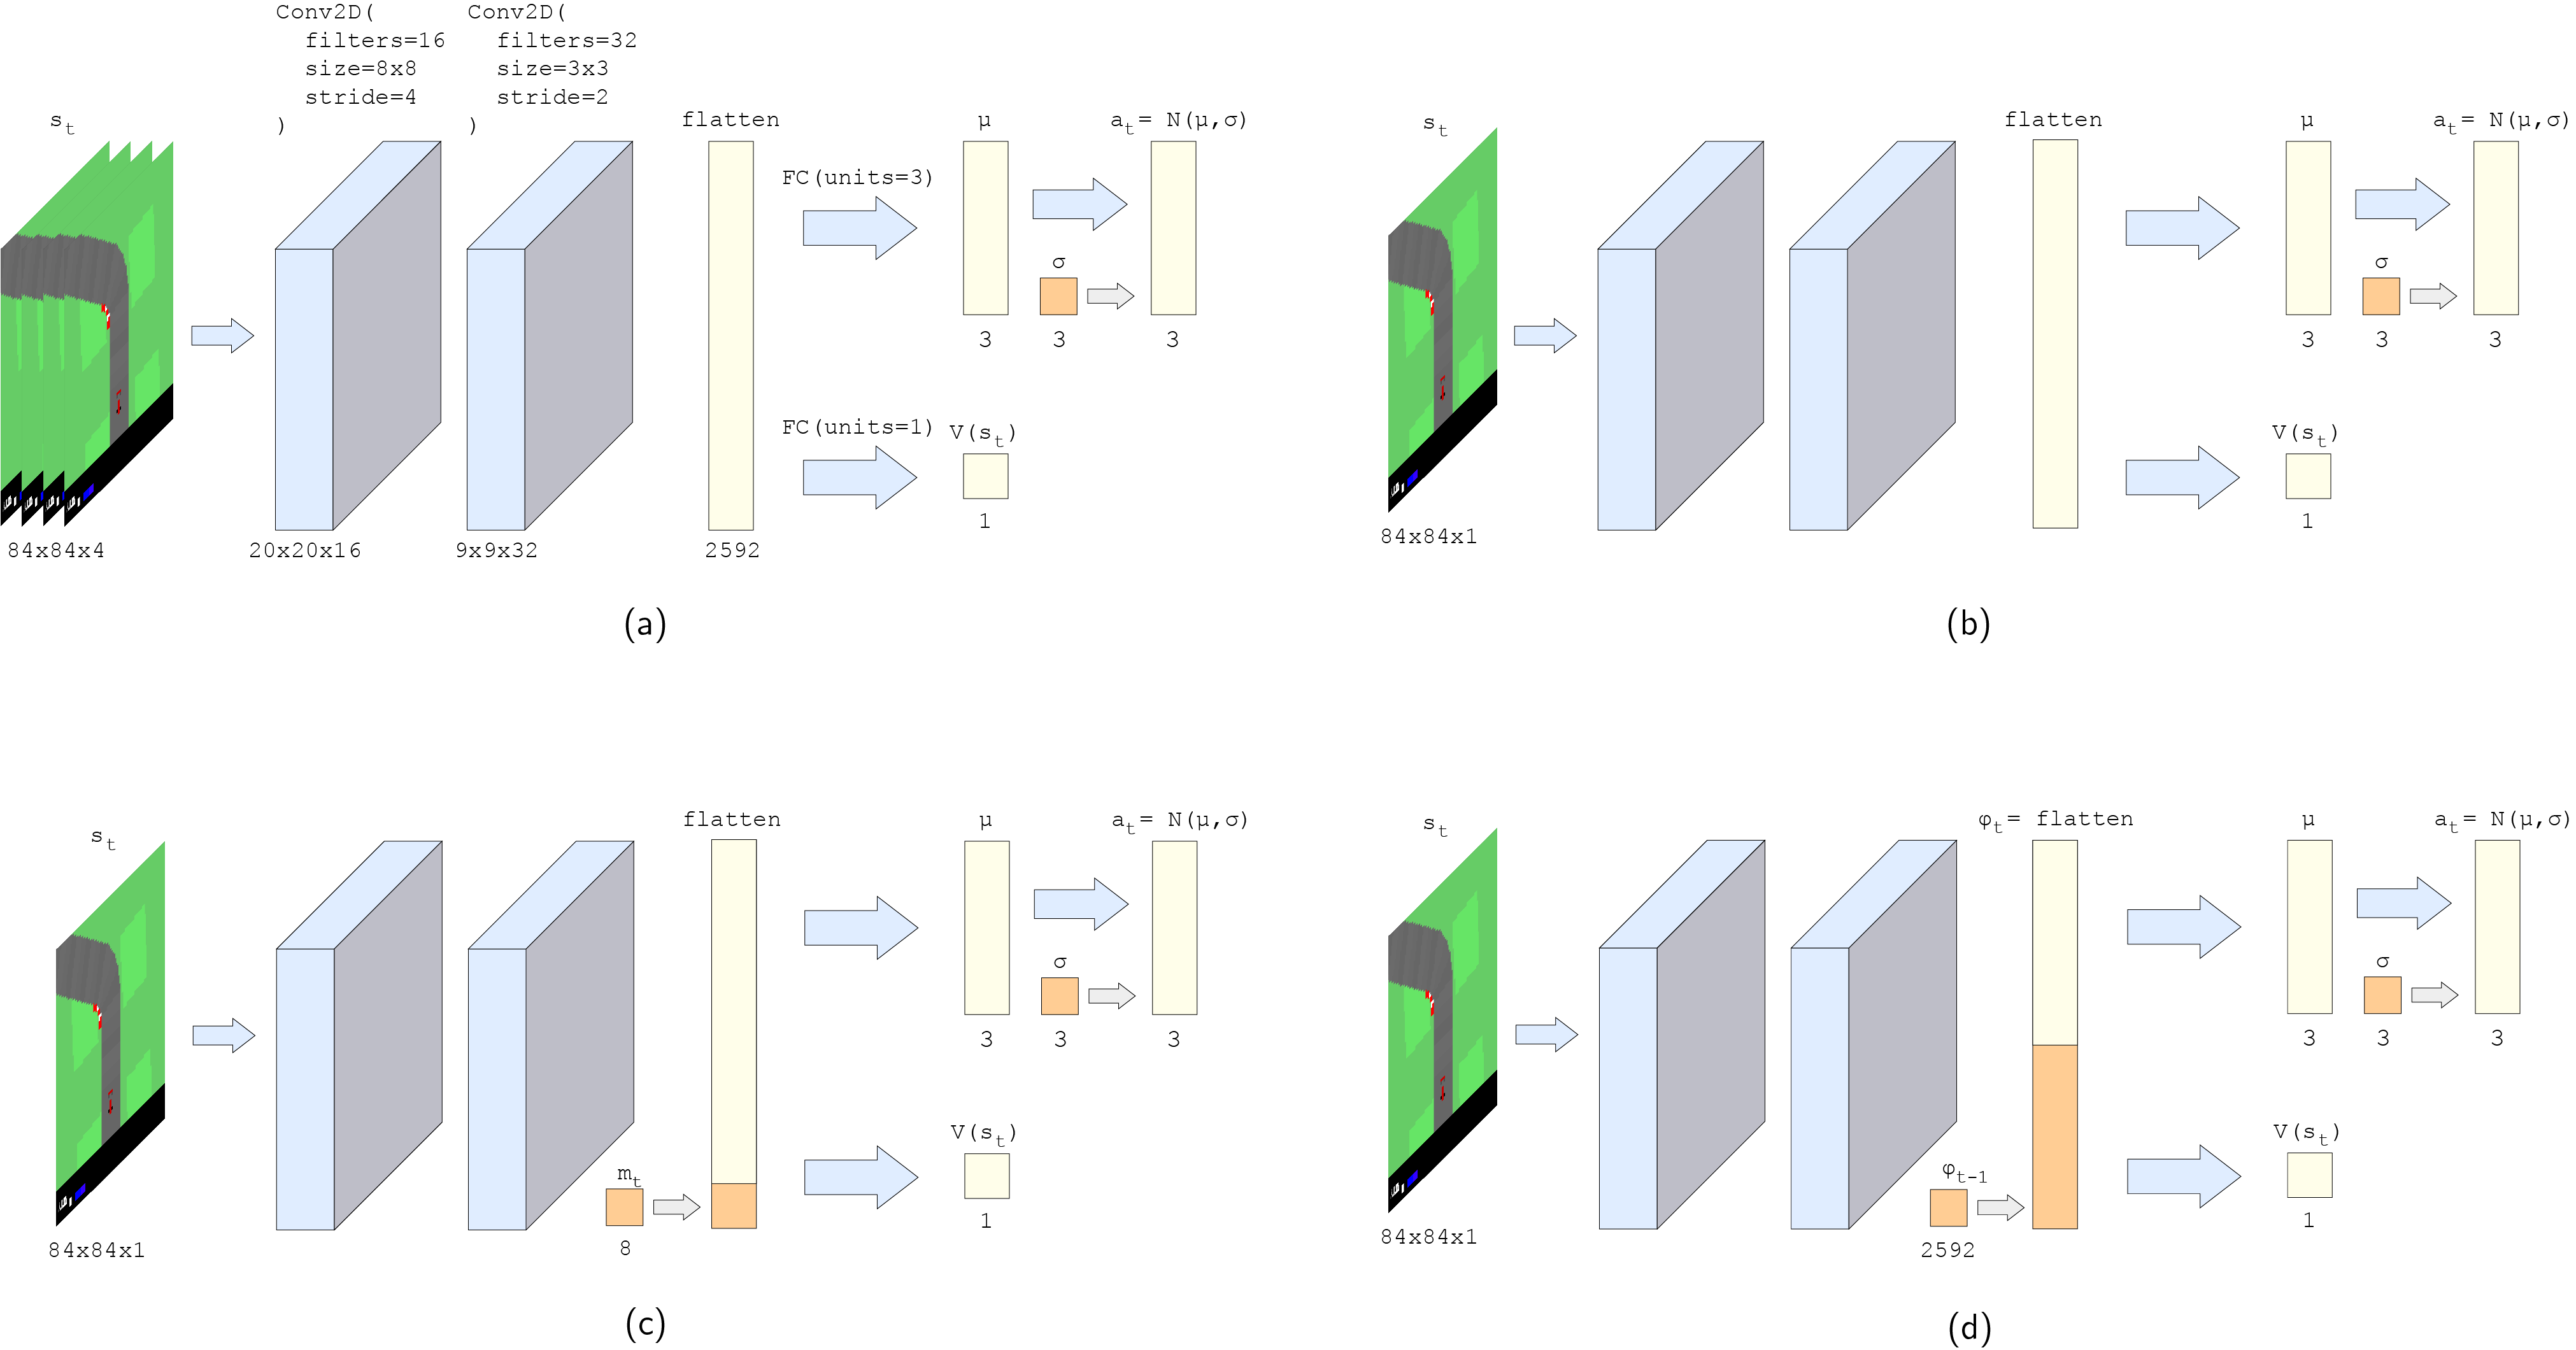 Conv2D(
filters=16
size=8x8
stride=4
)
Conv2D(
filters=32
size=3x3
stride=2
)
s_t
flatten
μ
a_t= N(μ,σ)
FC(units=3)
σ
3
3
3
FC(units=1)
V(s_t)
1
84x84x4
20x20x16
9x9x32
2592
(a)
s_t
flatten
μ
a_t= N(μ,σ)
σ
3
3
3
V(s_t)
1
84x84x1
(b)
s_t
flatten
μ
a_t= N(μ,σ)
σ
3
3
3
m_t
8
V(s_t)
1
84x84x1
(c)
s_t
φ_t= flatten
μ
a_t= N(μ,σ)
σ
3
3
3
φ_t-1
2592
V(s_t)
1
84x84x1
(d)